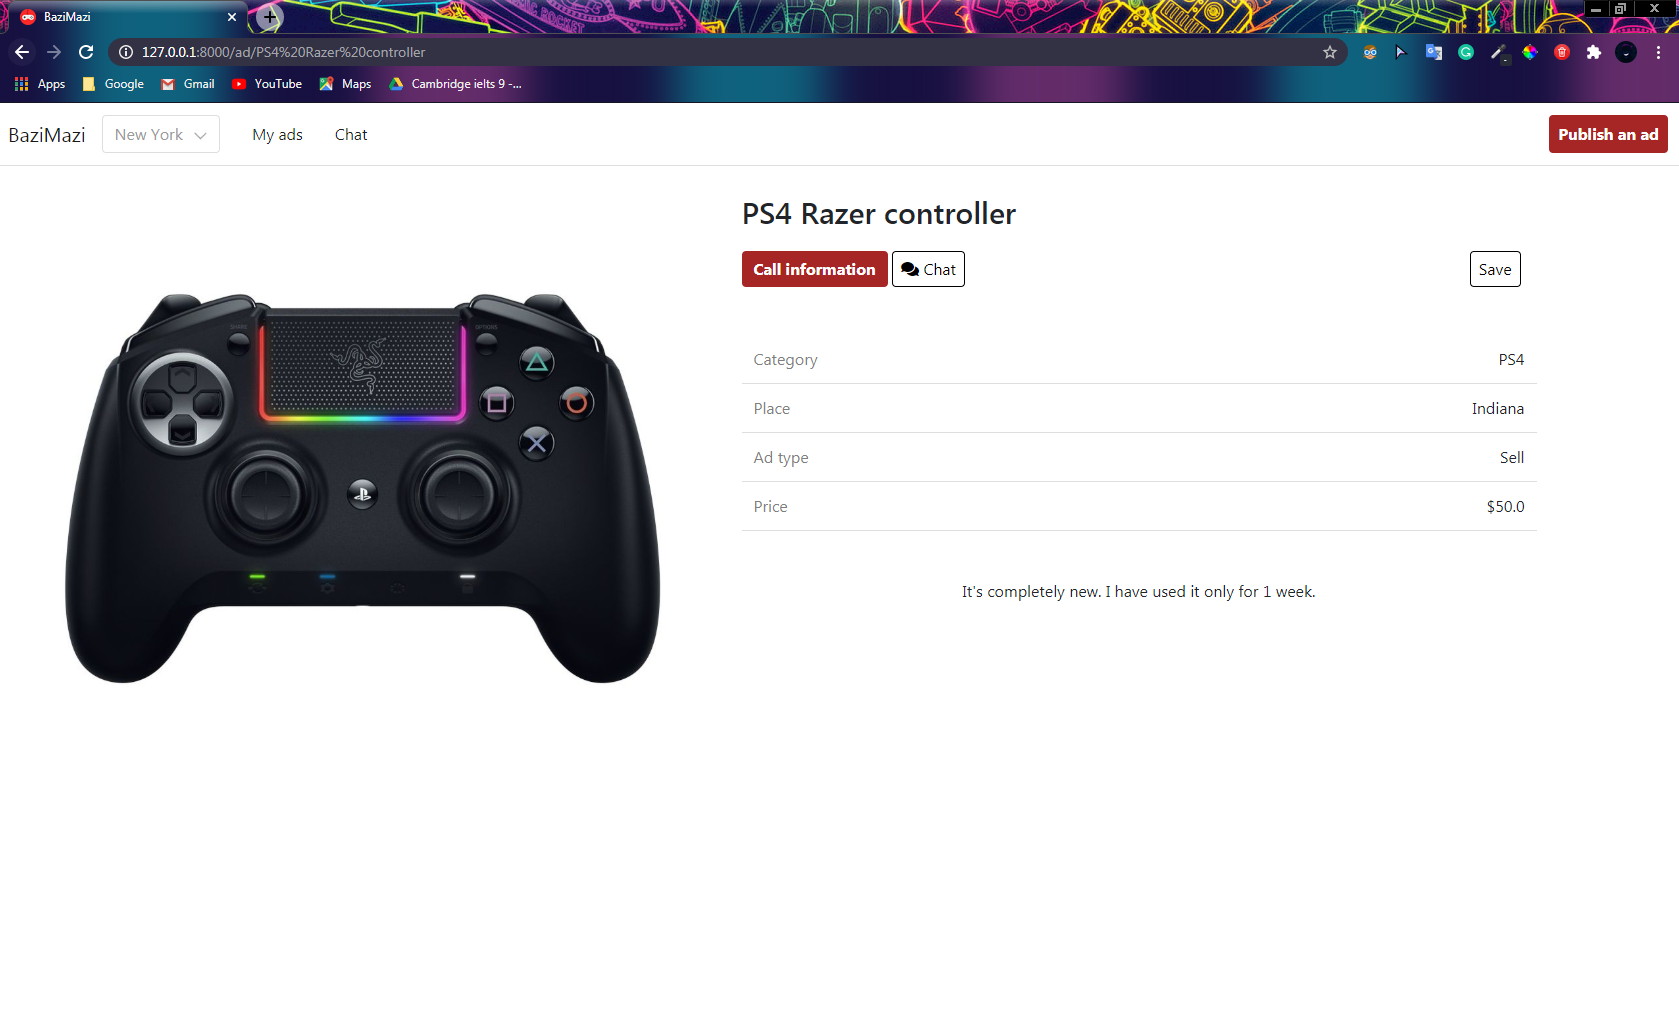 BaziMazi
127.0.0.1:8000/ad/PS4%20Razer%20controller
Apps Google Gmail YouTube Maps Cambridge ielts 9 -...
BaziMazi New York My ads Chat Publish an ad
PS4 Razer controller
Call information Chat Save
SHARE OPTIONS
Category PS4
Place Indiana
Ad type Sell
Price $50.0
It's completely new. I have used it only for 1 week.